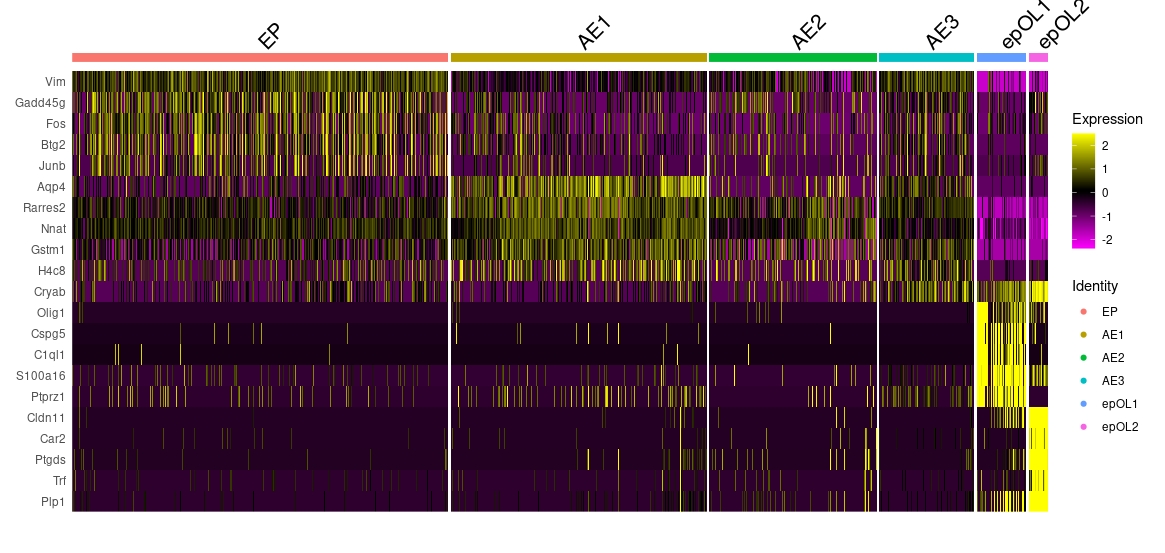 EP
AE1
AE2
AE3
epOL1
epOL2
Vim
Gadd45g
Fos
Btg2
Junb
Aqp4
Rarres2
Nnat
Gstm1
H4c8
Cryab
Olig1
Cspg5
C1ql1
S100a16
Ptprz1
Cldn11
Car2
Ptgds
Trf
Plp1
Expression
2
1
0
-1
-2
Identity
EP
AE1
AE2
AE3
epOL1
epOL2